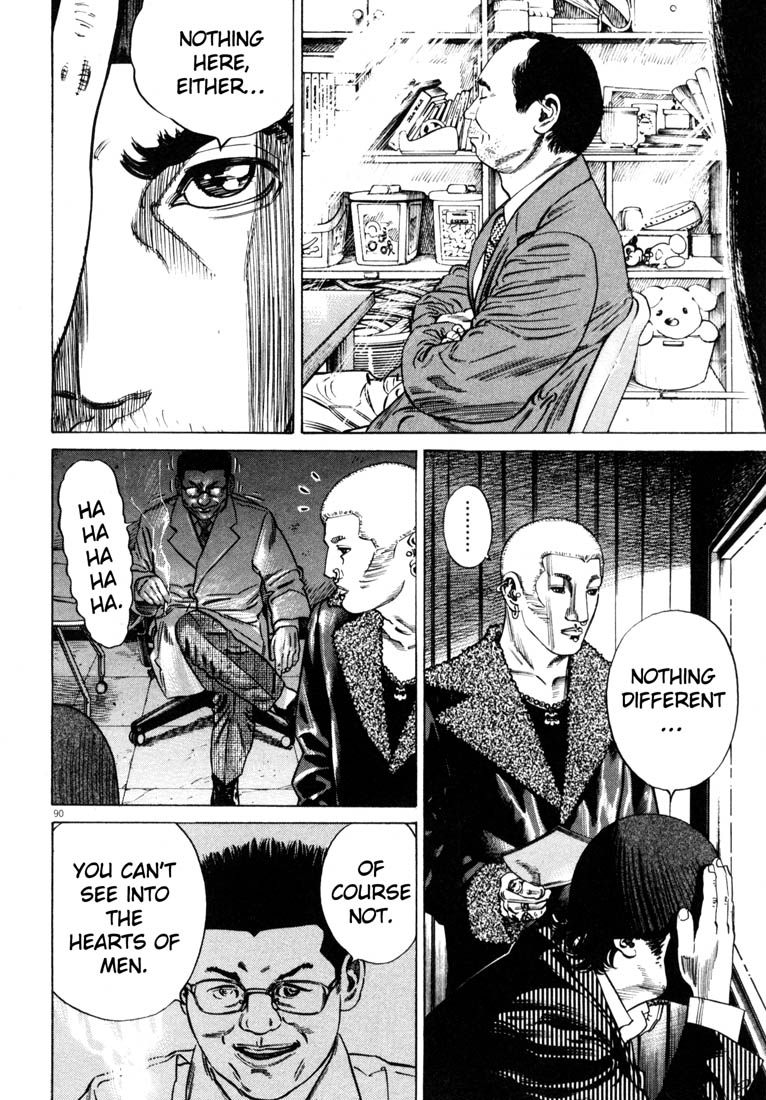 NOTHING
HERE,
EITHER...
.........
NOTHING
DIFFERENT
...
HA
HA
HA
HA
HA.
OF
COURSE
NOT.
YOU CAN'T
SEE INTO
THE
HEARTS OF
MEN.
90